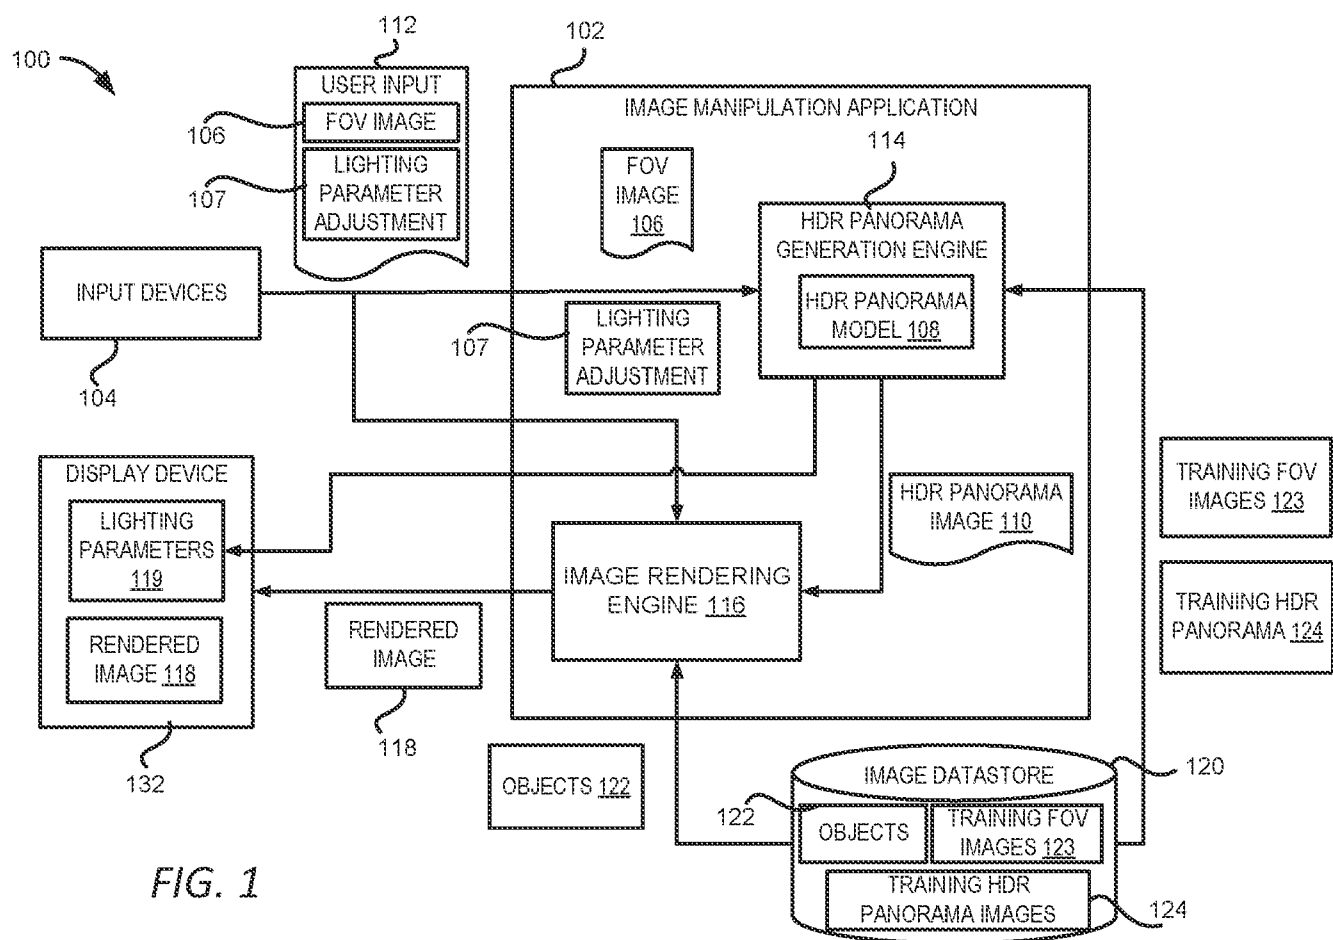 100
112
USER INPUT
FOV IMAGE
106
LIGHTING
PARAMETER
ADJUSTMENT
107
102
IMAGE MANIPULATION APPLICATION
FOV
IMAGE
106
114
HDR PANORAMA
GENERATION ENGINE
HDR PANORAMA
MODEL 108
INPUT DEVICES
104
107
LIGHTING
PARAMETER
ADJUSTMENT
DISPLAY DEVICE
LIGHTING
PARAMETERS
119
RENDERED
IMAGE 118
132
HDR PANORAMA
IMAGE 110
IMAGE RENDERING
ENGINE 116
RENDERED
IMAGE
118
TRAINING FOV
IMAGES 123
TRAINING HDR
PANORAMA 124
OBJECTS 122
IMAGE DATASTORE
120
122
OBJECTS
TRAINING FOV
IMAGES 123
TRAINING HDR
PANORAMA IMAGES
124
FIG. 1